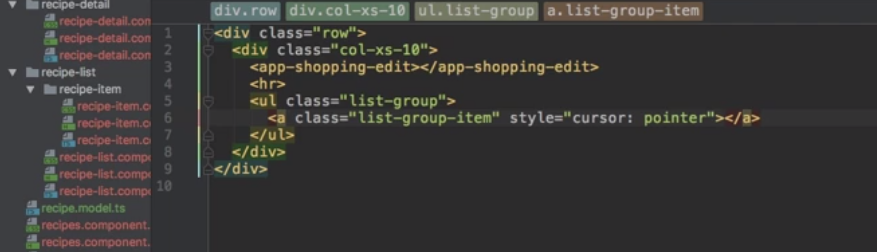 recipe-detail
recipe-detail.com
recipe-detail.com
recipe-detail.com
recipe-list
recipe-item
recipe-item.c
recipe-item.c
recipe-item.c
recipe-list.compo
recipe-list.compo
recipe-list.compo
recipe.model.ts
recipes.component.
recipes.component.
div.row div.col-xs-10 ul.list-group a.list-group-item
1 <div class="row">
2 <div class="col-xs-10">
3 <app-shopping-edit></app-shopping-edit>
4 <hr>
5 <ul class="list-group">
6 <a class="list-group-item" style="cursor: pointer"></a>
7 </ul>
8 </div>
9 </div>
10